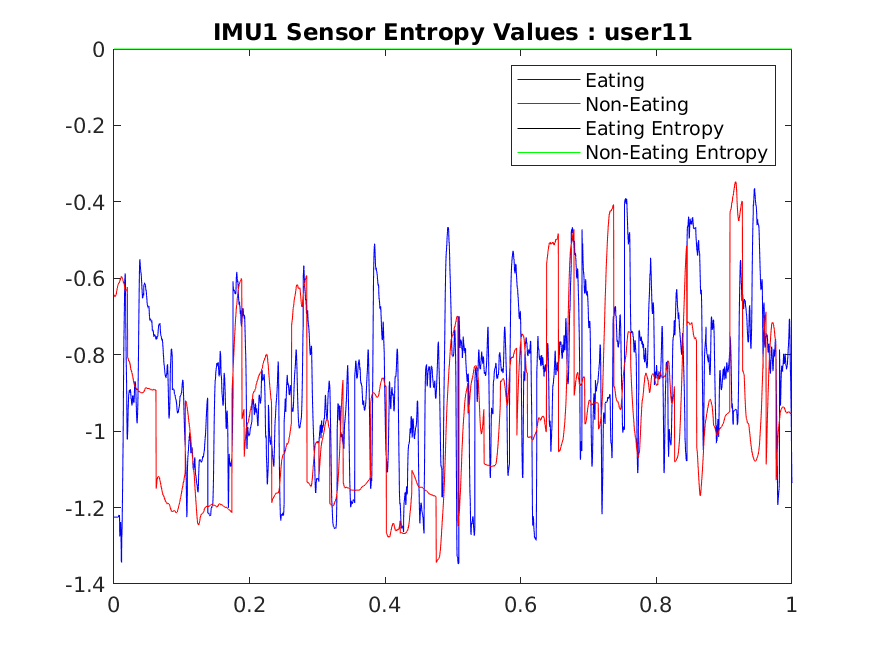 IMU1 Sensor Entropy Values : user11
0
-0.2
-0.4
-0.6
-0.8
-1
-1.2
-1.4
Eating
Non-Eating
Eating Entropy
Non-Eating Entropy
0 0.2 0.4 0.6 0.8 1